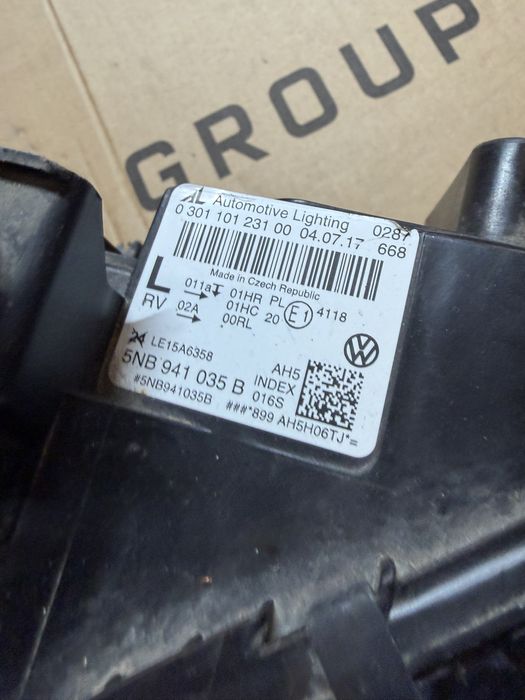 GROUP
AL Automotive Lighting 0287
0 301 101 231 00 04.07.17 668
Made in Czech Republic
L 011a 01HR PL E1 4118
RV 02A 01HC 20
00RL
LE15A6358
5NB 941 035 B AH5
#5NB941035B INDEX
016S
###*899 AH5H06TJ*=
VW